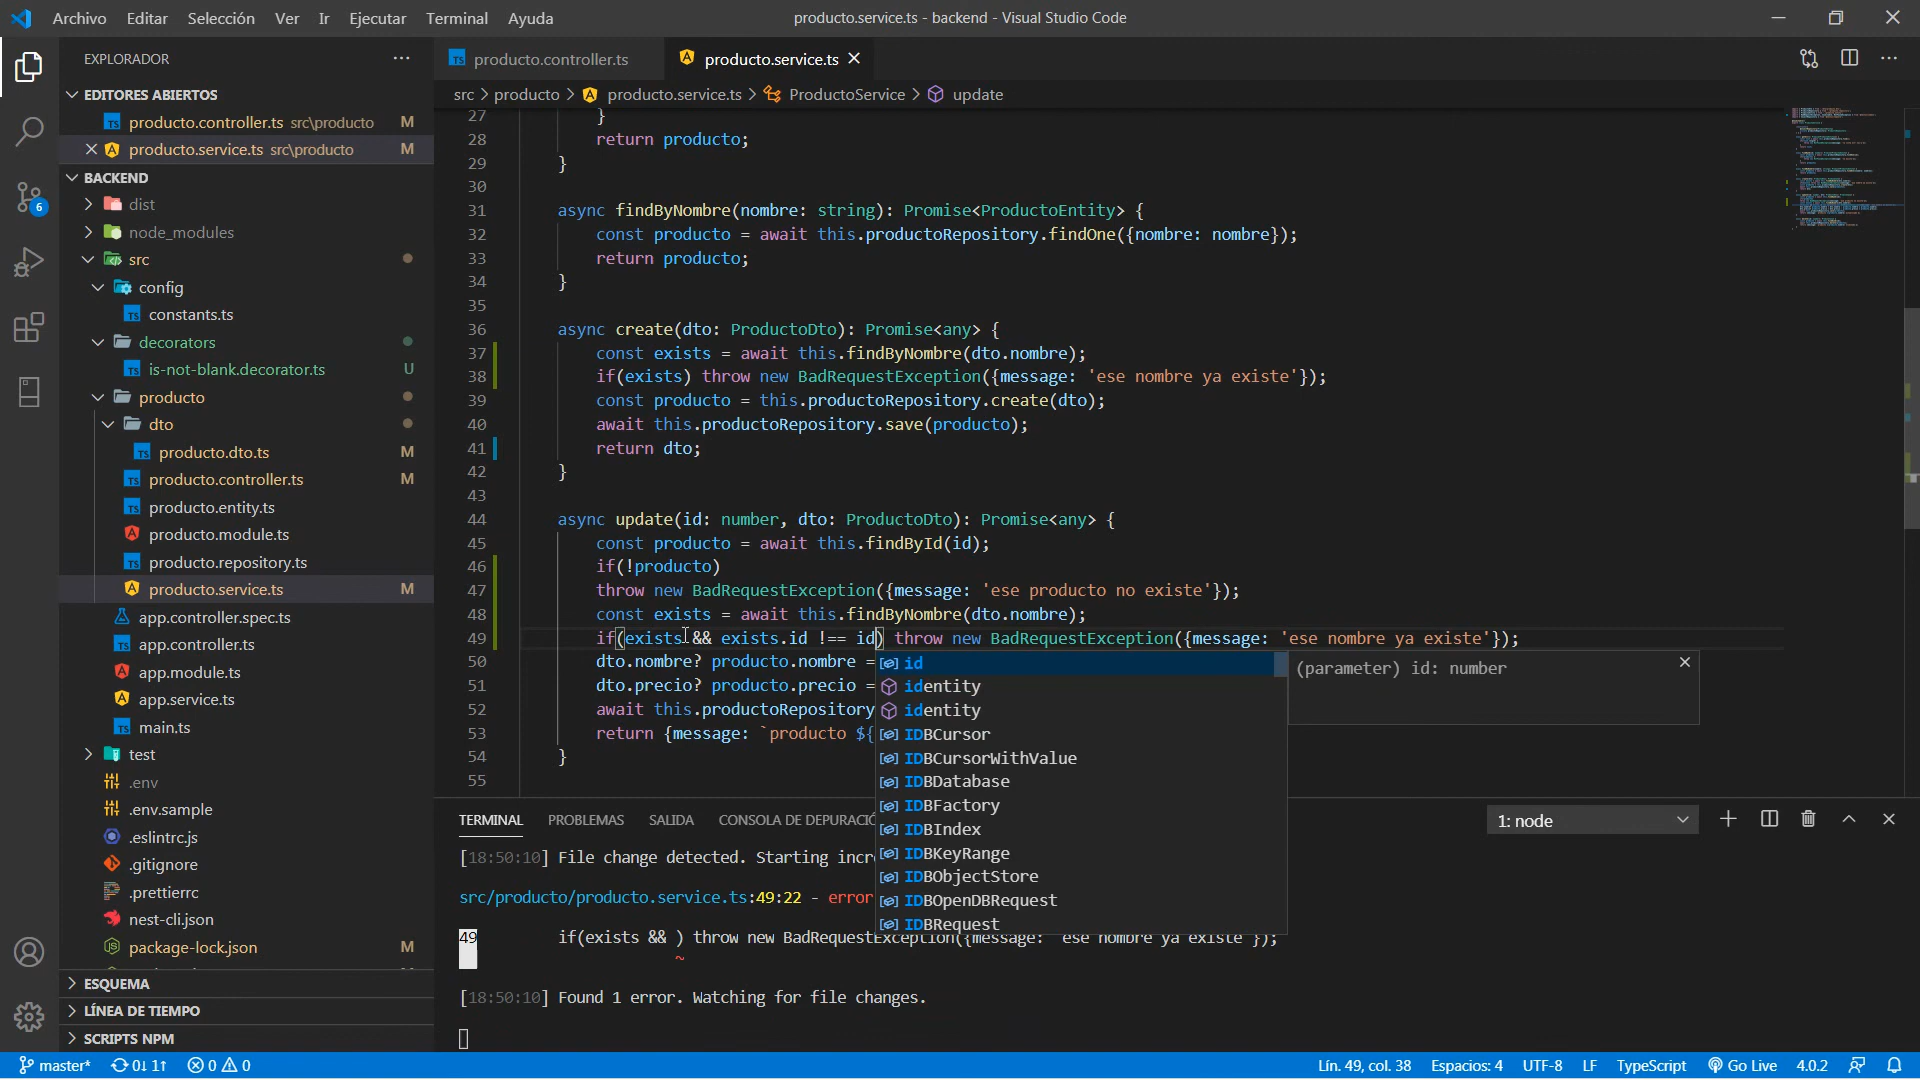 Archivo Editar Selección Ver Ir Ejecutar Terminal Ayuda
producto.service.ts - backend - Visual Studio Code
EXPLORADOR
EDITORES ABIERTOS
producto.controller.ts src\producto M
producto.service.ts src\producto M
BACKEND
dist
node_modules
src
config
constants.ts
decorators
is-not-blank.decorator.ts U
producto
dto
producto.dto.ts M
producto.controller.ts M
producto.entity.ts
producto.module.ts
producto.repository.ts
producto.service.ts M
app.controller.spec.ts
app.controller.ts
app.module.ts
app.service.ts
main.ts
test
.env
.env.sample
.eslintrc.js
.gitignore
.prettierrc
nest-cli.json
package-lock.json M
ESQUEMA
LÍNEA DE TIEMPO
SCRIPTS NPM
6
producto.controller.ts
producto.service.ts
src > producto > producto.service.ts > ProductoService > update
27 }
28 return producto;
29 }
30
31 async findByNombre(nombre: string): Promise<ProductoEntity> {
32 const producto = await this.productoRepository.findOne({nombre: nombre});
33 return producto;
34 }
35
36 async create(dto: ProductoDto): Promise<any> {
37 const exists = await this.findByNombre(dto.nombre);
38 if(exists) throw new BadRequestException({message: 'ese nombre ya existe'});
39 const producto = this.productoRepository.create(dto);
40 await this.productoRepository.save(producto);
41 return dto;
42 }
43
44 async update(id: number, dto: ProductoDto): Promise<any> {
45 const producto = await this.findById(id);
46 if(!producto)
47 throw new BadRequestException({message: 'ese producto no existe'});
48 const exists = await this.findByNombre(dto.nombre);
49 if(exists && exists.id !== id) throw new BadRequestException({message: 'ese nombre ya existe'});
50 dto.nombre? producto.nombre =
51 dto.precio? producto.precio =
52 await this.productoRepository
53 return {message: `producto ${
54 }
55
id
identity
identity
IDBCursor
IDBCursorWithValue
IDBDatabase
IDBFactory
IDBIndex
IDBKeyRange
IDBObjectStore
IDBOpenDBRequest
IDBRequest
(parameter) id: number
TERMINAL PROBLEMAS SALIDA CONSOLA DE DEPURACIÓ
1: node
[18:50:10] File change detected. Starting incr
src/producto/producto.service.ts:49:22 - error
49 if(exists && ) throw new BadRequestException({message: 'ese nombre ya existe'});
~
[18:50:10] Found 1 error. Watching for file changes.
master* 0↓ 1↑ 0 0
Lín. 49, col. 38 Espacios: 4 UTF-8 LF TypeScript Go Live 4.0.2